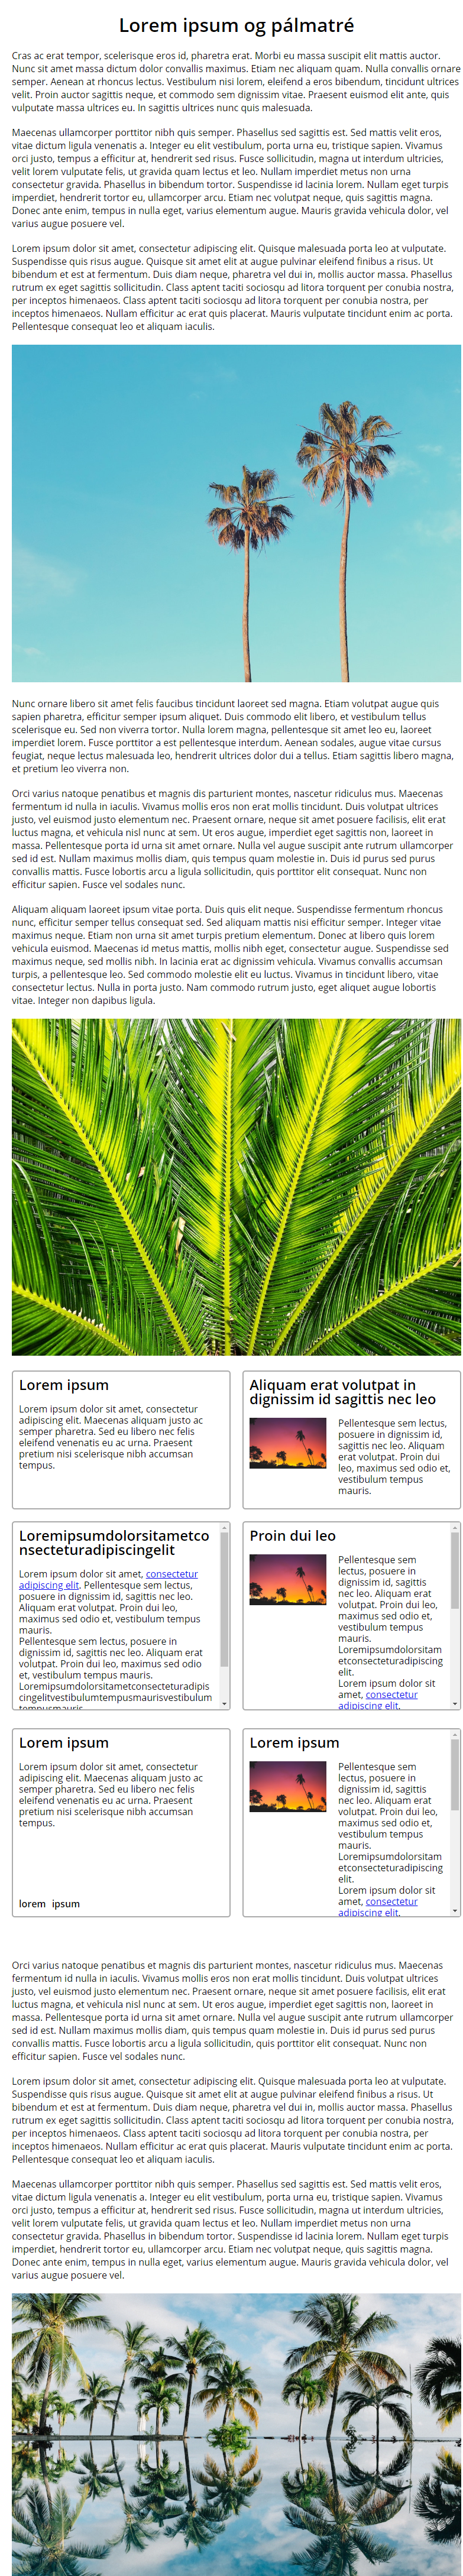 Lorem ipsum og pálmatré
Cras ac erat tempor, scelerisque eros id, pharetra erat. Morbi eu massa suscipit elit mattis auctor.
Nunc sit amet massa dictum dolor convallis maximus. Etiam nec aliquam quam. Nulla convallis ornare
semper. Aenean at rhoncus lectus. Vestibulum nisi lorem, eleifend a eros bibendum, tincidunt ultrices
velit. Proin auctor sagittis neque, et commodo sem dignissim vitae. Praesent euismod elit ante, quis
vulputate massa ultrices eu. In sagittis ultrices nunc quis malesuada.
Maecenas ullamcorper porttitor nibh quis semper. Phasellus sed sagittis est. Sed mattis velit eros,
vitae dictum ligula venenatis a. Integer eu elit vestibulum, porta urna eu, tristique sapien. Vivamus
orci justo, tempus a efficitur at, hendrerit sed risus. Fusce sollicitudin, magna ut interdum ultricies,
velit lorem vulputate felis, ut gravida quam lectus et leo. Nullam imperdiet metus non urna
consectetur gravida. Phasellus in bibendum tortor. Suspendisse id lacinia lorem. Nullam eget turpis
imperdiet, hendrerit tortor eu, ullamcorper arcu. Etiam nec volutpat neque, quis sagittis magna.
Donec ante enim, tempus in nulla eget, varius elementum augue. Mauris gravida vehicula dolor, vel
varius augue posuere vel.
Lorem ipsum dolor sit amet, consectetur adipiscing elit. Quisque malesuada porta leo at vulputate.
Suspendisse quis risus augue. Quisque sit amet elit at augue pulvinar eleifend finibus a risus. Ut
bibendum et est at fermentum. Duis diam neque, pharetra vel dui in, mollis auctor massa. Phasellus
rutrum ex eget sagittis sollicitudin. Class aptent taciti sociosqu ad litora torquent per conubia nostra,
per inceptos himenaeos. Class aptent taciti sociosqu ad litora torquent per conubia nostra, per
inceptos himenaeos. Nullam efficitur ac erat quis placerat. Mauris vulputate tincidunt enim ac porta.
Pellentesque consequat leo et aliquam iaculis.
Nunc ornare libero sit amet felis faucibus tincidunt laoreet sed magna. Etiam volutpat augue quis
sapien pharetra, efficitur semper ipsum aliquet. Duis commodo elit libero, et vestibulum tellus
scelerisque eu. Sed non viverra tortor. Nulla lorem magna, pellentesque sit amet leo eu, laoreet
imperdiet lorem. Fusce porttitor a est pellentesque interdum. Aenean sodales, augue vitae cursus
feugiat, neque lectus malesuada leo, hendrerit ultrices dolor dui a tellus. Etiam sagittis libero magna,
et pretium leo viverra non.
Orci varius natoque penatibus et magnis dis parturient montes, nascetur ridiculus mus. Maecenas
fermentum id nulla in iaculis. Vivamus mollis eros non erat mollis tincidunt. Duis volutpat ultrices
justo, vel euismod justo elementum nec. Praesent ornare, neque sit amet posuere facilisis, elit erat
luctus magna, et vehicula nisl nunc at sem. Ut eros augue, imperdiet eget sagittis non, laoreet in
massa. Pellentesque porta id urna sit amet ornare. Nulla vel augue suscipit ante rutrum ullamcorper
sed id est. Nullam maximus mollis diam, quis tempus quam molestie in. Duis id purus sed purus
convallis mattis. Fusce lobortis arcu a ligula sollicitudin, quis porttitor elit consequat. Nunc non
efficitur sapien. Fusce vel sodales nunc.
Aliquam aliquam laoreet ipsum vitae porta. Duis quis elit neque. Suspendisse fermentum rhoncus
nunc, efficitur semper tellus consequat sed. Sed aliquam mattis nisi efficitur semper. Integer vitae
maximus neque. Etiam non urna sit amet turpis pretium elementum. Donec at libero quis lorem
vehicula euismod. Maecenas id metus mattis, mollis nibh eget, consectetur augue. Suspendisse sed
maximus neque, sed mollis nibh. In lacinia erat ac dignissim vehicula. Vivamus convallis accumsan
turpis, a pellentesque leo. Sed commodo molestie elit eu luctus. Vivamus in tincidunt libero, vitae
consectetur lectus. Nulla in porta justo. Nam commodo rutrum justo, eget aliquet augue lobortis
vitae. Integer non dapibus ligula.
Lorem ipsum
Lorem ipsum dolor sit amet, consectetur
adipiscing elit. Maecenas aliquam justo ac
semper pharetra. Sed eu libero nec felis
eleifend venenatis eu ac urna. Praesent
pretium nisi scelerisque nibh accumsan
tempus.
Aliquam erat volutpat in
dignissim id sagittis nec leo
Pellentesque sem lectus,
posuere in dignissim id,
sagittis nec leo. Aliquam
erat volutpat. Proin dui
leo, maximus sed odio et,
vestibulum tempus
mauris.
Loremipsumdolorsitametco
nsecteturadipiscingelit
Lorem ipsum dolor sit amet, consectetur
adipiscing elit. Pellentesque sem lectus,
posuere in dignissim id, sagittis nec leo.
Aliquam erat volutpat. Proin dui leo,
maximus sed odio et, vestibulum tempus
mauris.
Pellentesque sem lectus, posuere in
dignissim id, sagittis nec leo. Aliquam erat
volutpat. Proin dui leo, maximus sed odio
et, vestibulum tempus mauris.
Loremipsumdolorsitametconsecteturadipis
cingelitvestibulumtempusmaurisvestibulum
tempusmauris
Proin dui leo
Pellentesque sem
lectus, posuere in
dignissim id, sagittis
nec leo. Aliquam erat
volutpat. Proin dui leo,
maximus sed odio et,
vestibulum tempus
mauris.
Loremipsumdolorsitam
etconsecteturadipiscing
elit.
Lorem ipsum dolor sit
amet, consectetur
adipiscing elit.
Lorem ipsum
Lorem ipsum dolor sit amet, consectetur
adipiscing elit. Maecenas aliquam justo ac
semper pharetra. Sed eu libero nec felis
eleifend venenatis eu ac urna. Praesent
pretium nisi scelerisque nibh accumsan
tempus.
lorem ipsum
Lorem ipsum
Pellentesque sem
lectus, posuere in
dignissim id, sagittis
nec leo. Aliquam erat
volutpat. Proin dui leo,
maximus sed odio et,
vestibulum tempus
mauris.
Loremipsumdolorsitam
etconsecteturadipiscing
elit.
Lorem ipsum dolor sit
amet, consectetur
adipiscing elit.
Orci varius natoque penatibus et magnis dis parturient montes, nascetur ridiculus mus. Maecenas
fermentum id nulla in iaculis. Vivamus mollis eros non erat mollis tincidunt. Duis volutpat ultrices
justo, vel euismod justo elementum nec. Praesent ornare, neque sit amet posuere facilisis, elit erat
luctus magna, et vehicula nisl nunc at sem. Ut eros augue, imperdiet eget sagittis non, laoreet in
massa. Pellentesque porta id urna sit amet ornare. Nulla vel augue suscipit ante rutrum ullamcorper
sed id est. Nullam maximus mollis diam, quis tempus quam molestie in. Duis id purus sed purus
convallis mattis. Fusce lobortis arcu a ligula sollicitudin, quis porttitor elit consequat. Nunc non
efficitur sapien. Fusce vel sodales nunc.
Lorem ipsum dolor sit amet, consectetur adipiscing elit. Quisque malesuada porta leo at vulputate.
Suspendisse quis risus augue. Quisque sit amet elit at augue pulvinar eleifend finibus a risus. Ut
bibendum et est at fermentum. Duis diam neque, pharetra vel dui in, mollis auctor massa. Phasellus
rutrum ex eget sagittis sollicitudin. Class aptent taciti sociosqu ad litora torquent per conubia nostra,
per inceptos himenaeos. Class aptent taciti sociosqu ad litora torquent per conubia nostra, per
inceptos himenaeos. Nullam efficitur ac erat quis placerat. Mauris vulputate tincidunt enim ac porta.
Pellentesque consequat leo et aliquam iaculis.
Maecenas ullamcorper porttitor nibh quis semper. Phasellus sed sagittis est. Sed mattis velit eros,
vitae dictum ligula venenatis a. Integer eu elit vestibulum, porta urna eu, tristique sapien. Vivamus
orci justo, tempus a efficitur at, hendrerit sed risus. Fusce sollicitudin, magna ut interdum ultricies,
velit lorem vulputate felis, ut gravida quam lectus et leo. Nullam imperdiet metus non urna
consectetur gravida. Phasellus in bibendum tortor. Suspendisse id lacinia lorem. Nullam eget turpis
imperdiet, hendrerit tortor eu, ullamcorper arcu. Etiam nec volutpat neque, quis sagittis magna.
Donec ante enim, tempus in nulla eget, varius elementum augue. Mauris gravida vehicula dolor, vel
varius augue posuere vel.